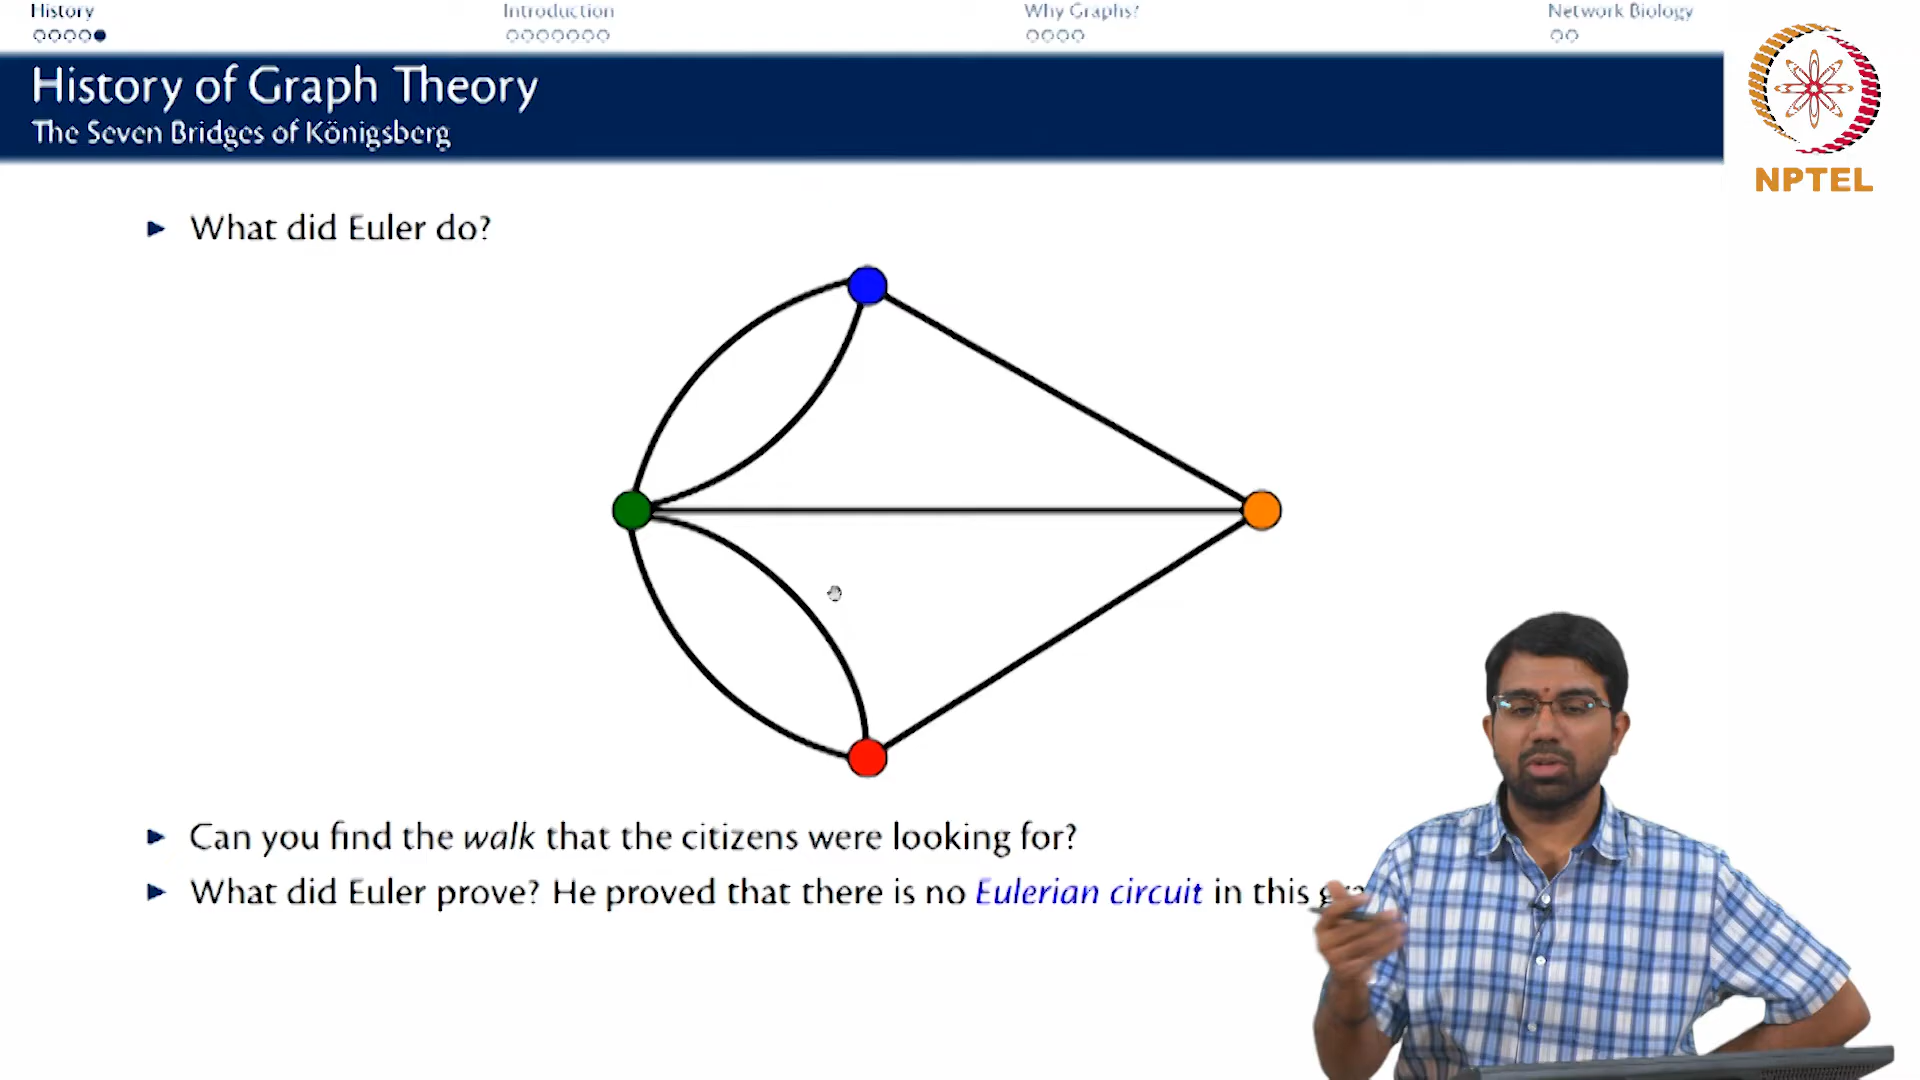 History
Introduction
Why Graphs?
Network Biology
History of Graph Theory
The Seven Bridges of Königsberg
NPTEL
What did Euler do?
Can you find the walk that the citizens were looking for?
What did Euler prove? He proved that there is no Eulerian circuit in this